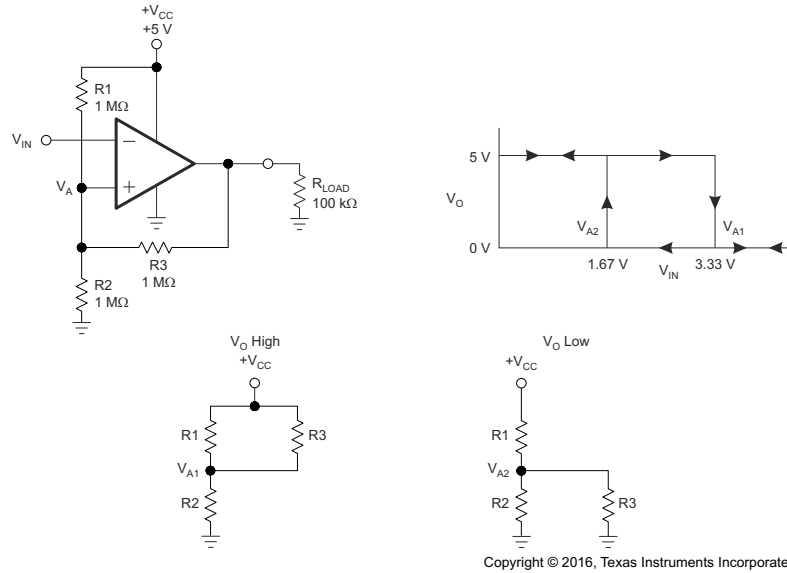 +VCC
+5 V
R1
1 MΩ
VIN
−
VA
+
RLOAD
100 kΩ
R3
1 MΩ
R2
1 MΩ
5 V
VO
VA2
VA1
0 V
1.67 V
VIN
3.33 V
VO High
+VCC
R1
R3
VA1
R2
VO Low
+VCC
R1
VA2
R2
R3
Copyright © 2016, Texas Instruments Incorporate